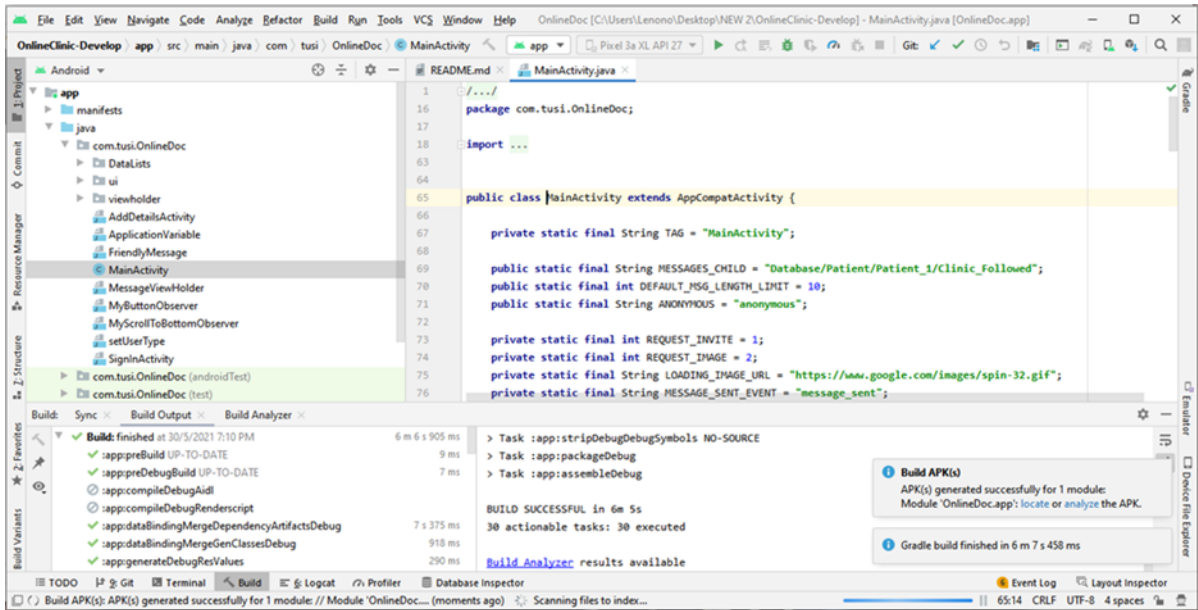 File Edit View Navigate Code Analyze Refactor Build Run Tools VCS Window Help OnlineDoc [C:\Users\Lenono\Desktop\NEW 2\OnlineClinic-Develop] - MainActivity.java [OnlineDoc.app]
OnlineClinic-Develop app src main java com tusi OnlineDoc MainActivity app Pixel 3a XL API 27 Git:
1: Project
Commit
Resource Manager
Z: Structure
2: Favorites
Build Variants
Android
app
manifests
java
com.tusi.OnlineDoc
DataLists
ui
viewholder
AddDetailsActivity
ApplicationVariable
FriendlyMessage
MainActivity
MessageViewHolder
MyButtonObserver
MyScrollToBottomObserver
setUserType
SignInActivity
com.tusi.OnlineDoc (androidTest)
com.tusi.OnlineDoc (test)
README.md MainActivity.java
1 /.../
16 package com.tusi.OnlineDoc;
17
18 import ...
63
64
65 public class MainActivity extends AppCompatActivity {
66
67 private static final String TAG = "MainActivity";
68
69 public static final String MESSAGES_CHILD = "Database/Patient/Patient_1/Clinic_Followed";
70 public static final int DEFAULT_MSG_LENGTH_LIMIT = 10;
71 public static final String ANONYMOUS = "anonymous";
72
73 private static final int REQUEST_INVITE = 1;
74 private static final int REQUEST_IMAGE = 2;
75 private static final String LOADING_IMAGE_URL = "https://www.google.com/images/spin-32.gif";
76 private static final String MESSAGE_SENT_EVENT = "message_sent";
Gradle
Emulator
Device File Explorer
Build: Sync Build Output Build Analyzer
Build: finished at 30/5/2021 7:10 PM 6 m 6 s 905 ms
:app:preBuild UP-TO-DATE 9 ms
:app:preDebugBuild UP-TO-DATE 7 ms
:app:compileDebugAidl
:app:compileDebugRenderscript
:app:dataBindingMergeDependencyArtifactsDebug 7 s 375 ms
:app:dataBindingMergeGenClassesDebug 918 ms
:app:generateDebugResValues 290 ms
> Task :app:stripDebugDebugSymbols NO-SOURCE
> Task :app:packageDebug
> Task :app:assembleDebug
BUILD SUCCESSFUL in 6m 5s
30 actionable tasks: 30 executed
Build Analyzer results available
Build APK(s)
APK(s) generated successfully for 1 module:
Module 'OnlineDoc.app': locate or analyze the APK.
Gradle build finished in 6 m 7 s 458 ms
TODO 9: Git Terminal Build 6: Logcat Profiler Database Inspector Event Log Layout Inspector
Build APK(s): APK(s) generated successfully for 1 module: // Module 'OnlineDoc.... (moments ago) Scanning files to index... 65:14 CRLF UTF-8 4 spaces